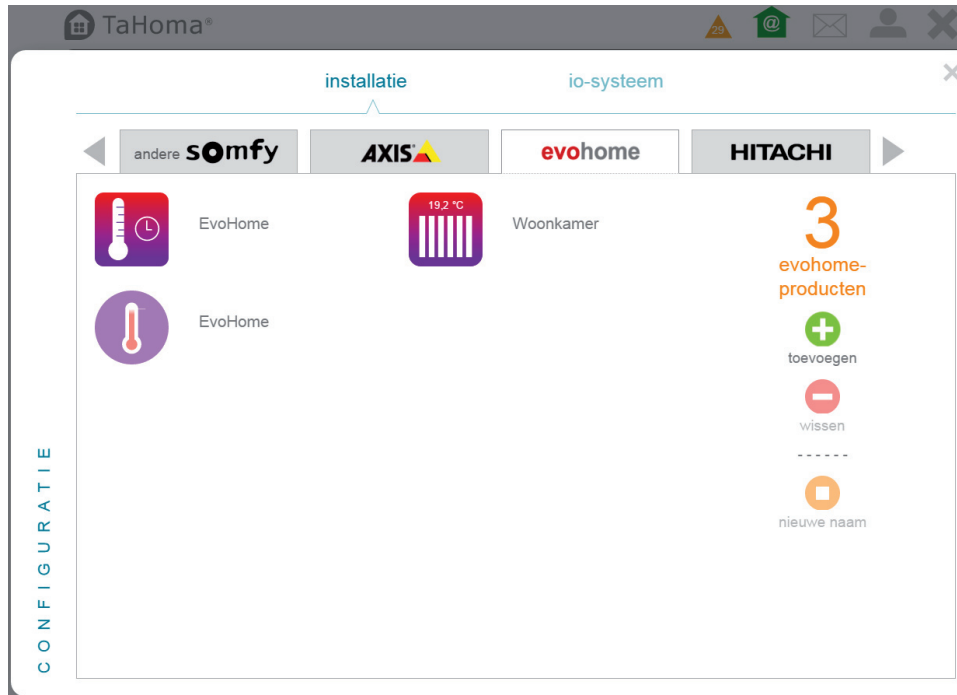 TaHoma®
29
@
installatie
io-systeem
andere somfy
AXIS
evohome
HITACHI
EvoHome
19,2 °C
Woonkamer
3
evohome-
producten
EvoHome
toevoegen
wissen
nieuwe naam
CONFIGURATIE